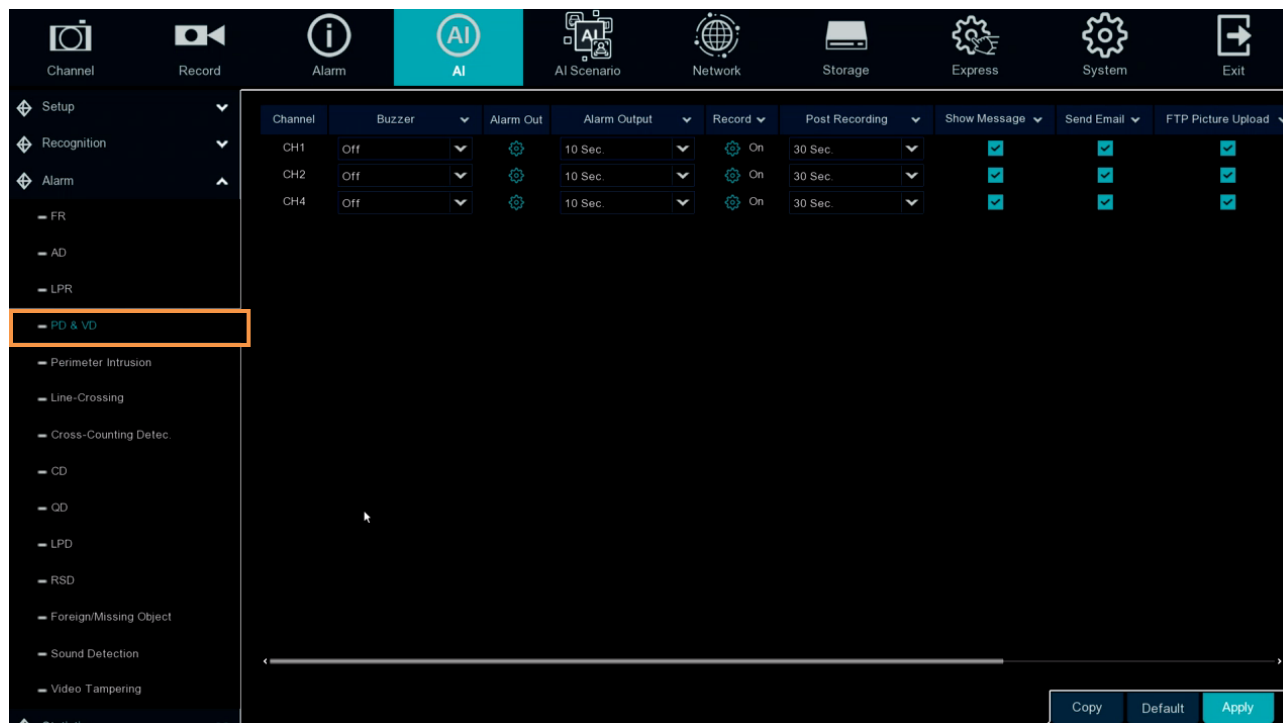 Channel Record Alarm AI AI Scenario Network Storage Express System Exit
Setup
Recognition
Alarm
FR
AD
LPR
PD & VD
Perimeter Intrusion
Line-Crossing
Cross-Counting Detec.
CD
QD
LPD
RSD
Foreign/Missing Object
Sound Detection
Video Tampering
Channel Buzzer Alarm Out Alarm Output Record Post Recording Show Message Send Email FTP Picture Upload
CH1 Off 10 Sec. On 30 Sec.
CH2 Off 10 Sec. On 30 Sec.
CH4 Off 10 Sec. On 30 Sec.
Copy Default Apply